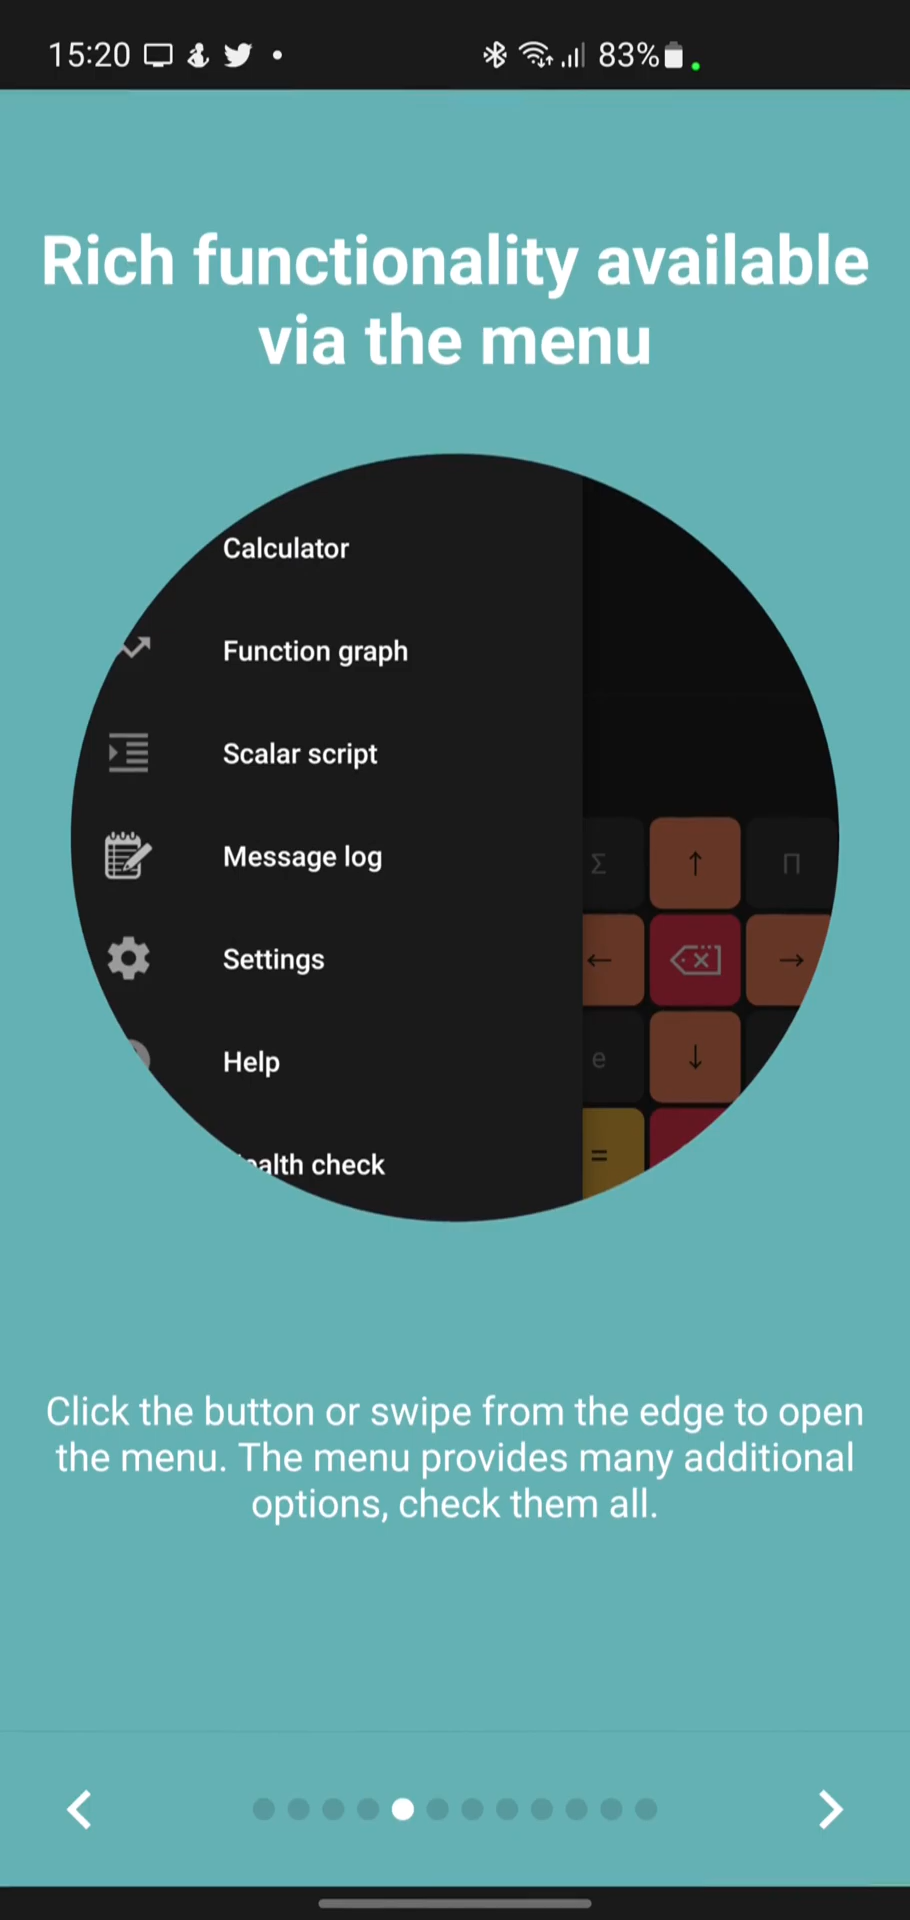 15:20
83%
Rich functionality available
via the menu
Calculator
Function graph
Scalar script
Message log
Σ ↑ Π
Settings
← →
Help
e ↓
alth check
=
Click the button or swipe from the edge to open
the menu. The menu provides many additional
options, check them all.